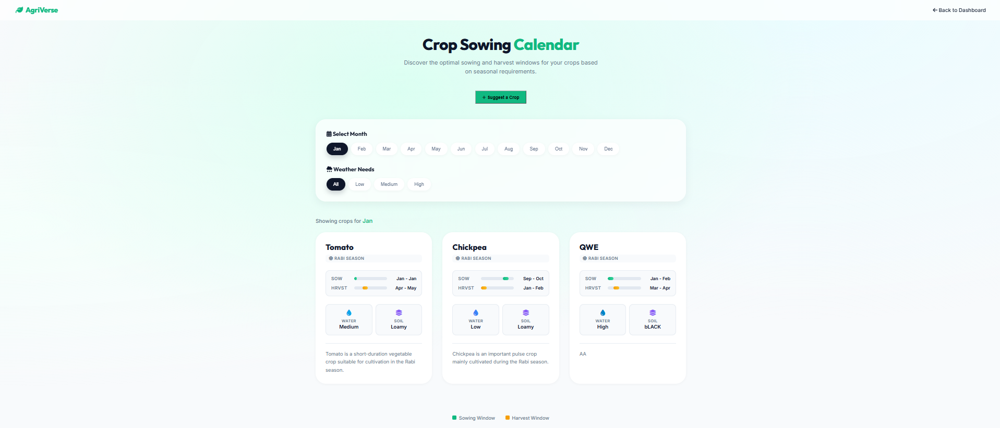 AgriVerse
← Back to Dashboard
Crop Sowing Calendar
Discover the optimal sowing and harvest windows for your crops based
on seasonal requirements.
+ Suggest a Crop
Select Month
Jan Feb Mar Apr May Jun Jul Aug Sep Oct Nov Dec
Weather Needs
All Low Medium High
Showing crops for Jan
Tomato
RABI SEASON
SOW Jan - Jan
HRVST Apr - May
WATER
Medium
SOIL
Loamy
Tomato is a short-duration vegetable
crop suitable for cultivation in the Rabi
season.
Chickpea
RABI SEASON
SOW Sep - Oct
HRVST Jan - Feb
WATER
Low
SOIL
Loamy
Chickpea is an important pulse crop
mainly cultivated during the Rabi season.
QWE
RABI SEASON
SOW Jan - Feb
HRVST Mar - Apr
WATER
High
SOIL
bLACK
AA
Sowing Window Harvest Window